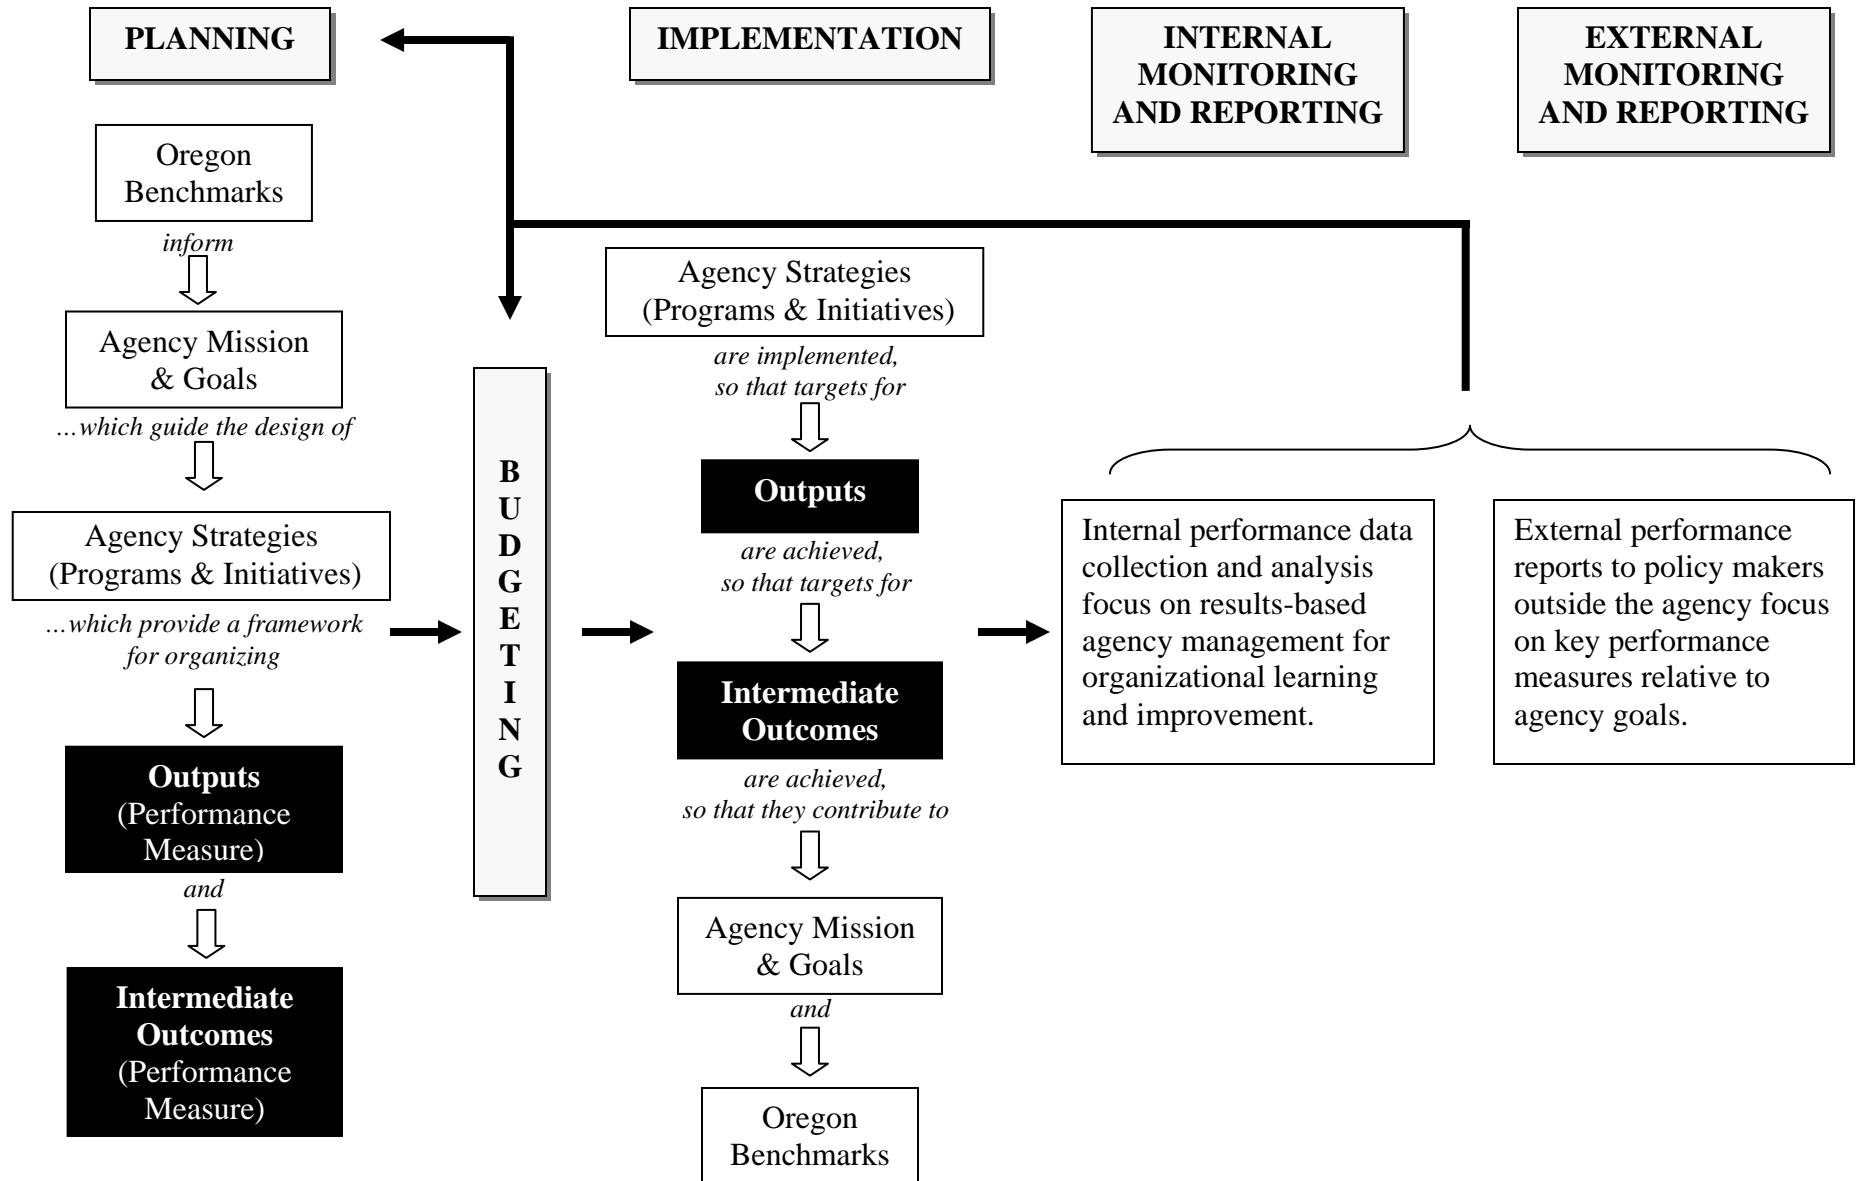 PLANNING
Oregon
Benchmarks
inform
Agency Mission
& Goals
…which guide the design of
Agency Strategies
(Programs & Initiatives)
…which provide a framework
for organizing
Outputs
(Performance
Measure)
and
Intermediate
Outcomes
(Performance
Measure)
B
U
D
G
E
T
I
N
G
IMPLEMENTATION
Agency Strategies
(Programs & Initiatives)
are implemented,
so that targets for
Outputs
are achieved,
so that targets for
Intermediate
Outcomes
are achieved,
so that they contribute to
Agency Mission
& Goals
and
Oregon
Benchmarks
INTERNAL
MONITORING
AND REPORTING
Internal performance data
collection and analysis
focus on results-based
agency management for
organizational learning
and improvement.
EXTERNAL
MONITORING
AND REPORTING
External performance
reports to policy makers
outside the agency focus
on key performance
measures relative to
agency goals.